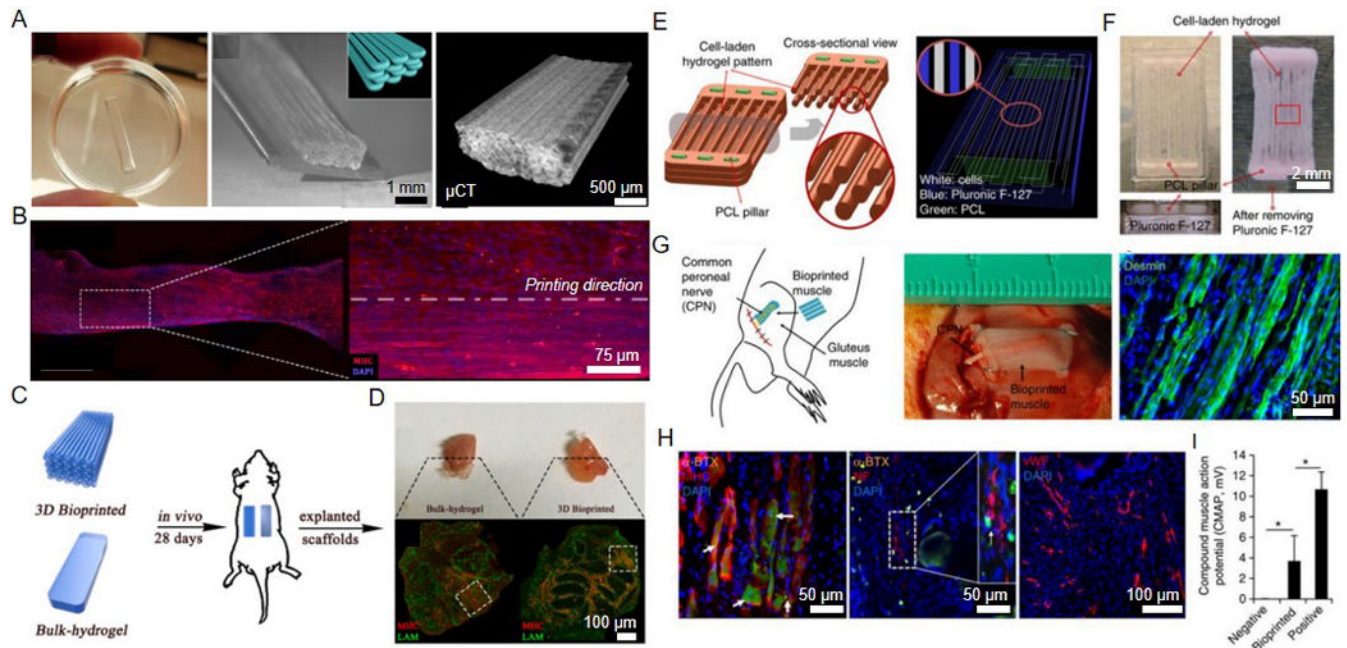 A
1 mm
µCT
500 µm
B
Printing direction
MHC
DAPI
75 µm
C
3D Bioprinted
Bulk-hydrogel
in vivo
28 days
explanted
scaffolds
D
Bulk-hydrogel
3D Bioprinted
MHC
LAM
MHC
LAM
100 µm
E
Cell-laden
hydrogel pattern
Cross-sectional view
PCL pillar
White: cells
Blue: Pluronic F-127
Green: PCL
F
Cell-laden hydrogel
PCL pillar
2 mm
Pluronic F-127
After removing
Pluronic F-127
G
Common
peroneal
nerve
(CPN)
Bioprinted
muscle
Gluteus
muscle
CPN
Bioprinted
muscle
Desmin
DAPI
50 µm
H
α-BTX
DAPI
50 µm
α-BTX
NF
DAPI
50 µm
vWF
DAPI
100 µm
I
Compound muscle action
potential (CMAP, mV)
14
12
10
8
6
4
2
0
*
*
Negative
Bioprinted
Positive